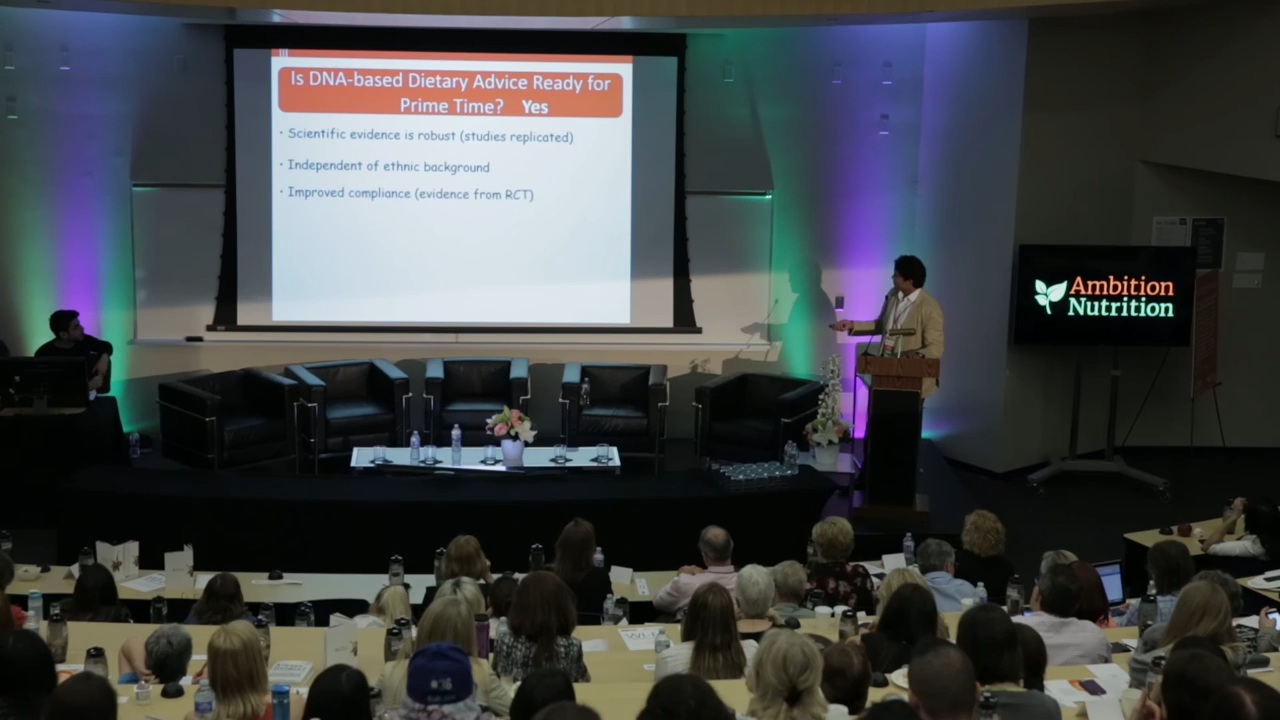 Is DNA-based Dietary Advice Ready for
Prime Time? Yes
· Scientific evidence is robust (studies replicated)
· Independent of ethnic background
· Improved compliance (evidence from RCT)
Ambition
Nutrition